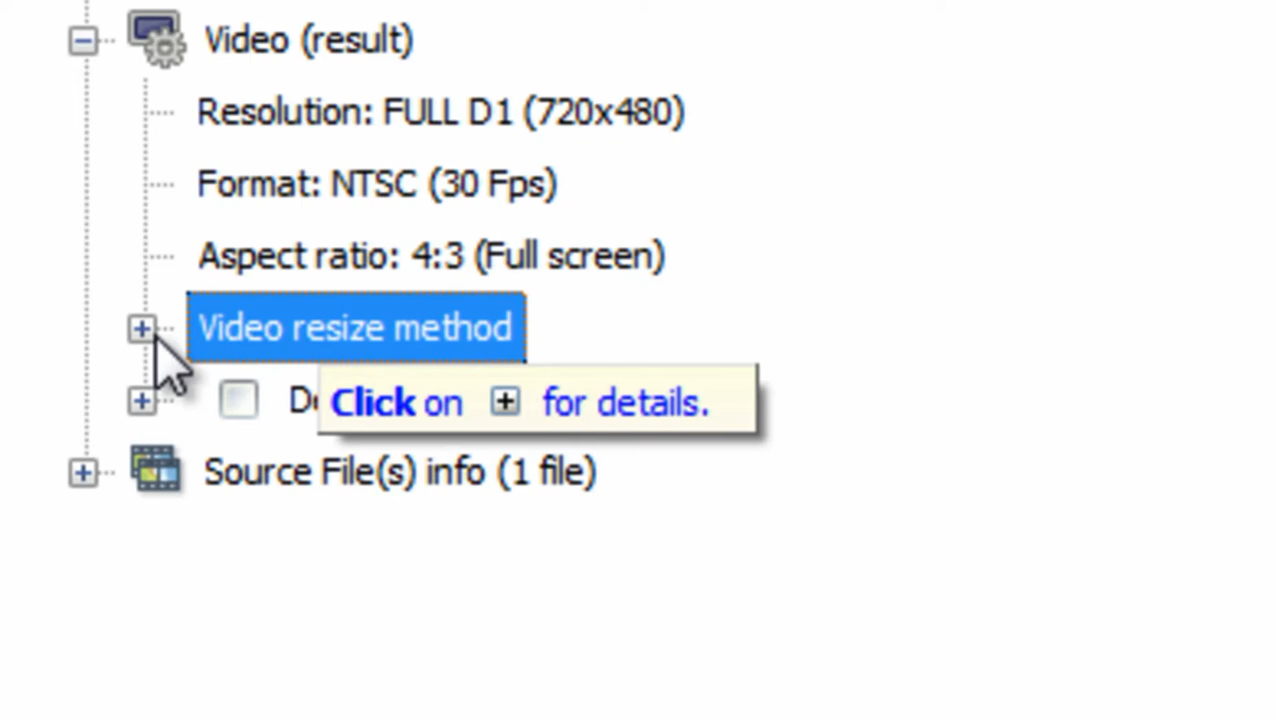 Video (result)
Resolution: FULL D1 (720x480)
Format: NTSC (30 Fps)
Aspect ratio: 4:3 (Full screen)
Video resize method
Click on + for details.
Source File(s) info (1 file)